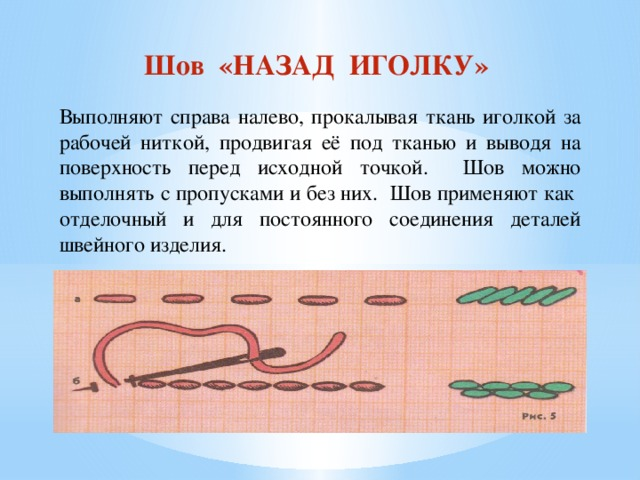 Шов «НАЗАД ИГОЛКУ»
Выполняют справа налево, прокалывая ткань иголкой за
рабочей ниткой, продвигая её под тканью и выводя на
поверхность перед исходной точкой. Шов можно
выполнять с пропусками и без них. Шов применяют как
отделочный и для постоянного соединения деталей
швейного изделия.
а
б
Рис. 5